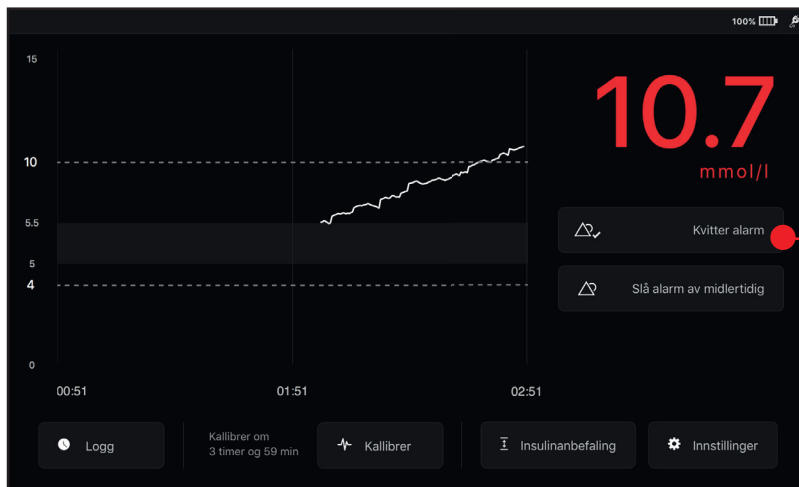 100%
15
10
5.5
5
4
0
00:51
01:51
02:51
10.7
mmol/l
Kvitter alarm
Slå alarm av midlertidig
Logg
Kallibrer om
3 timer og 59 min
Kallibrer
Insulinanbefaling
Innstillinger